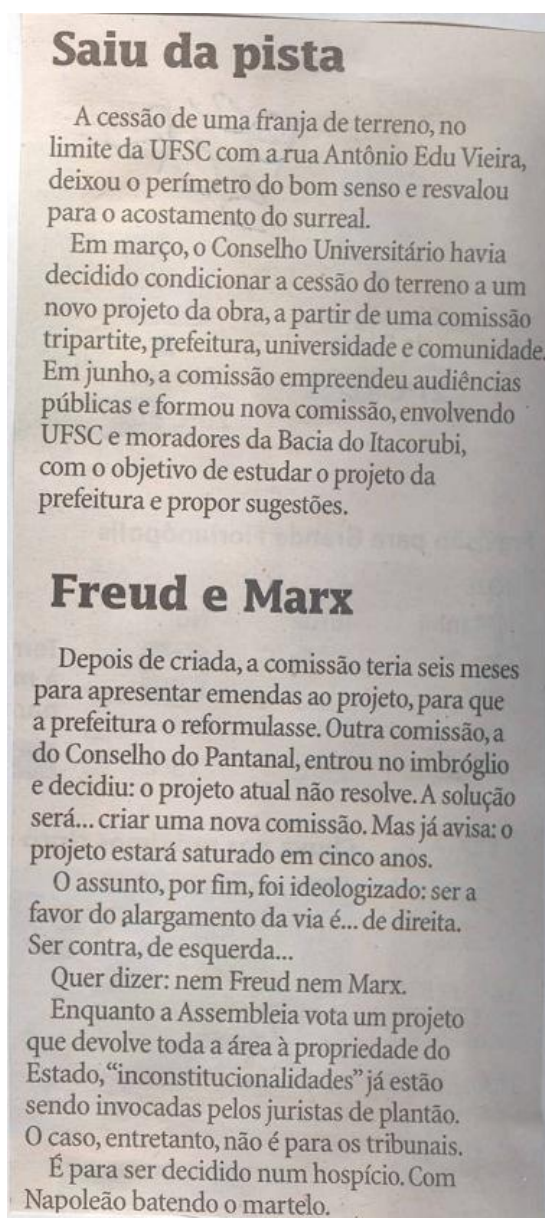 Saiu da pista
A cessão de uma franja de terreno, no
limite da UFSC com a rua Antônio Edu Vieira,
deixou o perímetro do bom senso e resvalou
para o acostamento do surreal.
Em março, o Conselho Universitário havia
decidido condicionar a cessão do terreno a um
novo projeto da obra, a partir de uma comissão
tripartite, prefeitura, universidade e comunidade.
Em junho, a comissão empreendeu audiências
públicas e formou nova comissão, envolvendo
UFSC e moradores da Bacia do Itacorubi,
com o objetivo de estudar o projeto da
prefeitura e propor sugestões.
Freud e Marx
Depois de criada, a comissão teria seis meses
para apresentar emendas ao projeto, para que
a prefeitura o reformulasse. Outra comissão, a
do Conselho do Pantanal, entrou no imbróglio
e decidiu: o projeto atual não resolve. A solução
será... criar uma nova comissão. Mas já avisa: o
projeto estará saturado em cinco anos.
O assunto, por fim, foi ideologizado: ser a
favor do alargamento da via é... de direita.
Ser contra, de esquerda...
Quer dizer: nem Freud nem Marx.
Enquanto a Assembleia vota um projeto
que devolve toda a área à propriedade do
Estado, “inconstitucionalidades” já estão
sendo invocadas pelos juristas de plantão.
O caso, entretanto, não é para os tribunais.
É para ser decidido num hospício. Com
Napoleão batendo o martelo.